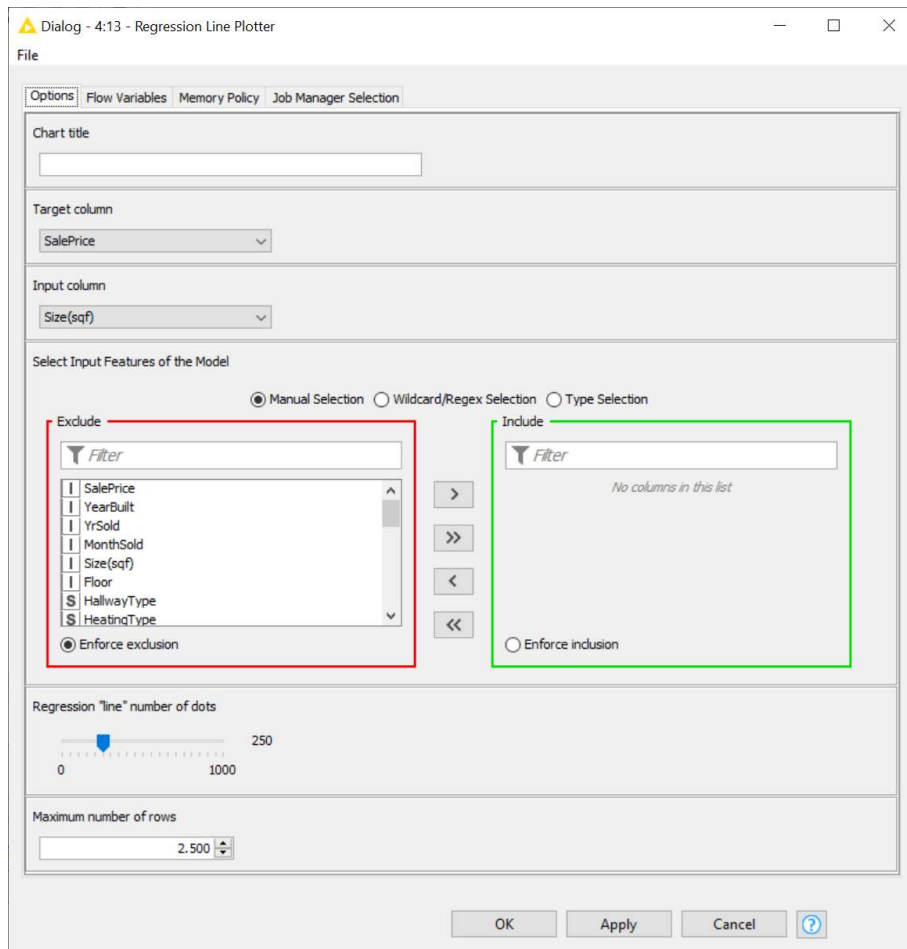 Dialog - 4:13 - Regression Line Plotter
File
Options Flow Variables Memory Policy Job Manager Selection
Chart title
Target column
SalePrice
Input column
Size(sqf)
Select Input Features of the Model
Manual Selection Wildcard/Regex Selection Type Selection
Exclude Include
Filter Filter
No columns in this list
I SalePrice
I YearBuilt
I YrSold
I MonthSold
I Size(sqf)
I Floor
S HallwayType
S HeatingType
> 
>>
<
<<
Enforce exclusion Enforce inclusion
Regression "line" number of dots
250
0 1000
Maximum number of rows
2.500
OK Apply Cancel ?